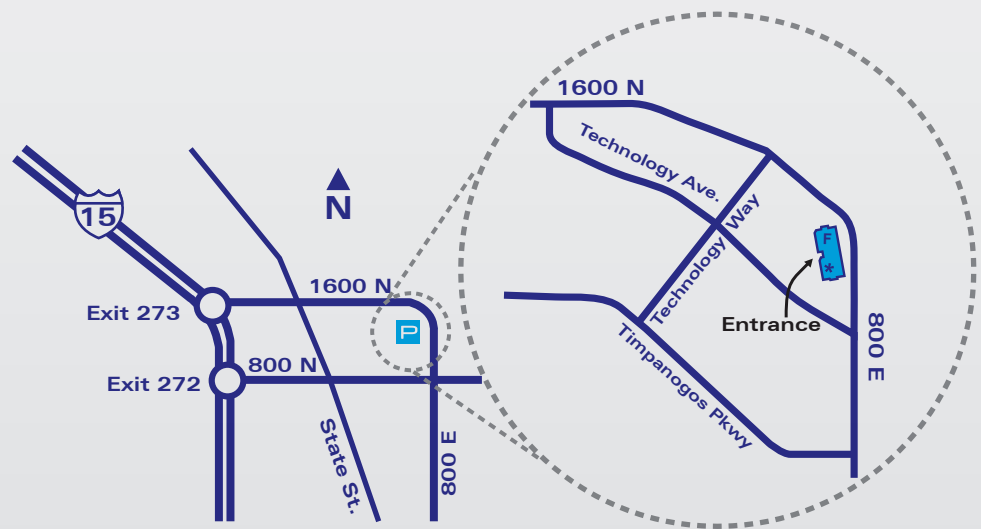 15
N
1600 N
Exit 273
P
800 N
Exit 272
State St.
800 E
1600 N
Technology Ave.
Technology Way
F
*
Entrance
800 E
Timpanogos Pkwy